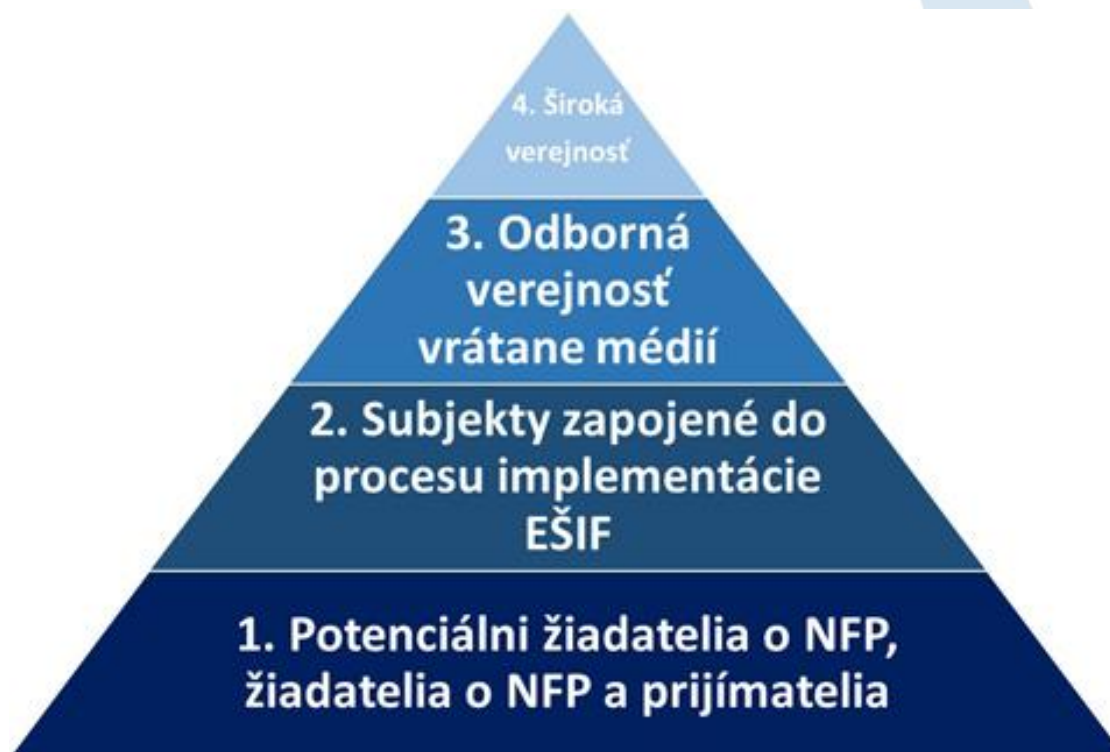 4. Široká
verejnosť
3. Odborná
verejnosť
vrátane médií
2. Subjekty zapojené do
procesu implementácie
EŠIF
1. Potenciálni žiadatelia o NFP,
žiadatelia o NFP a prijímatelia